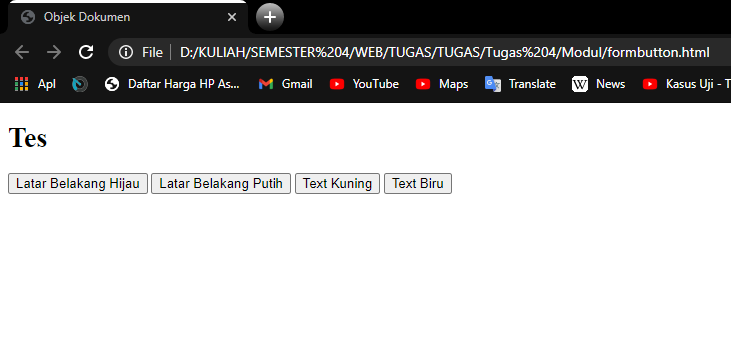 Objek Dokumen
File D:/KULIAH/SEMESTER%204/WEB/TUGAS/TUGAS/Tugas%204/Modul/formbutton.html
Apl Daftar Harga HP As... Gmail YouTube Maps Translate W News Kasus Uji - T
Tes
Latar Belakang Hijau Latar Belakang Putih Text Kuning Text Biru